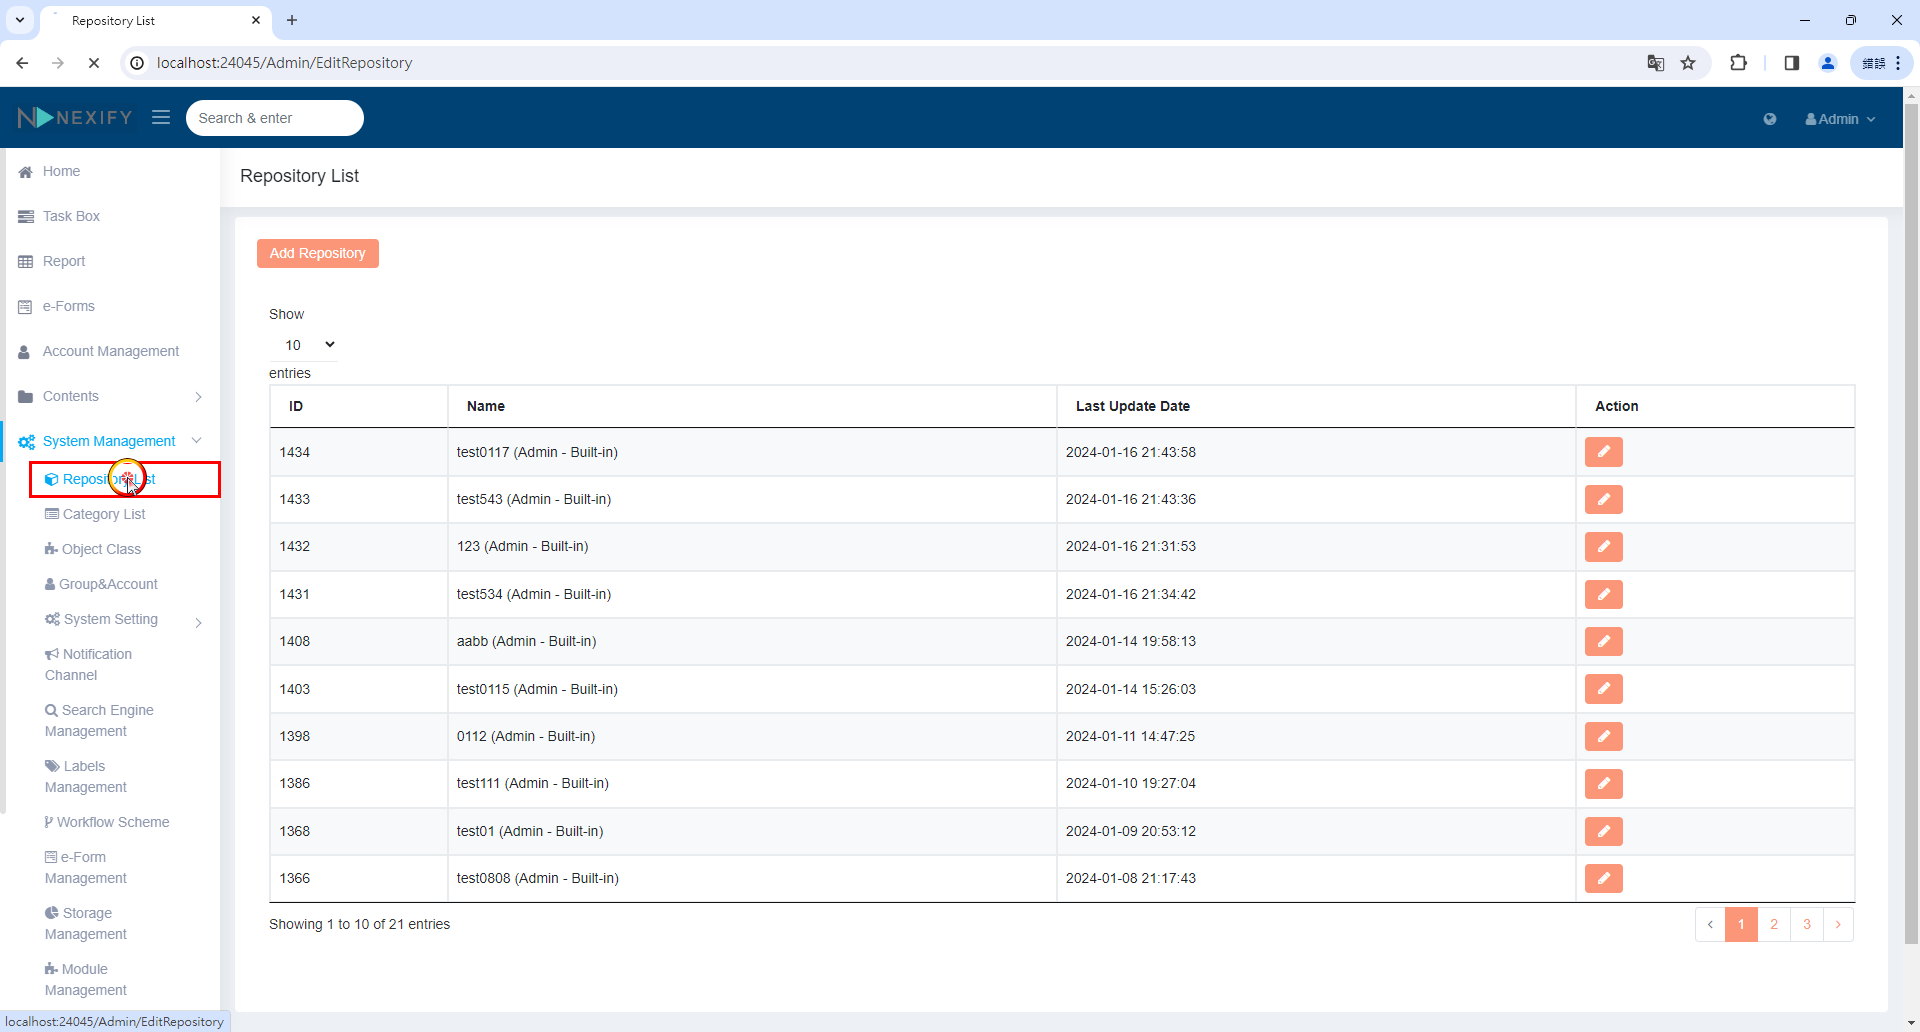 Repository List
localhost:24045/Admin/EditRepository
錯誤
NEXIFY
Search & enter
Admin
Home
Task Box
Report
e-Forms
Account Management
Contents
System Management
Repository List
Category List
Object Class
Group&Account
System Setting
Notification
Channel
Search Engine
Management
Labels
Management
Workflow Scheme
e-Form
Management
Storage
Management
Module
Management
Repository List
Add Repository
Show
10
entries
ID Name Last Update Date Action
1434 test0117 (Admin - Built-in) 2024-01-16 21:43:58
1433 test543 (Admin - Built-in) 2024-01-16 21:43:36
1432 123 (Admin - Built-in) 2024-01-16 21:31:53
1431 test534 (Admin - Built-in) 2024-01-16 21:34:42
1408 aabb (Admin - Built-in) 2024-01-14 19:58:13
1403 test0115 (Admin - Built-in) 2024-01-14 15:26:03
1398 0112 (Admin - Built-in) 2024-01-11 14:47:25
1386 test111 (Admin - Built-in) 2024-01-10 19:27:04
1368 test01 (Admin - Built-in) 2024-01-09 20:53:12
1366 test0808 (Admin - Built-in) 2024-01-08 21:17:43
Showing 1 to 10 of 21 entries
‹ 1 2 3 ›
localhost:24045/Admin/EditRepository